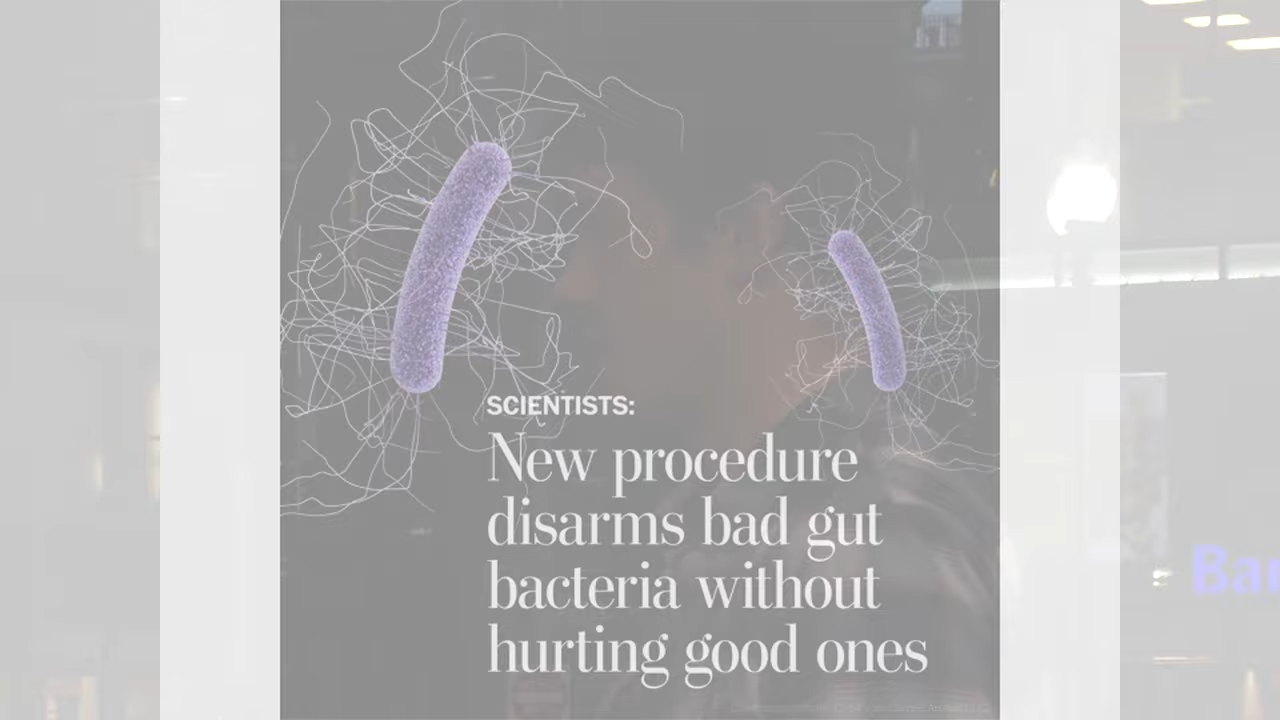 SCIENTISTS:
New procedure
disarms bad gut
bacteria without
hurting good ones